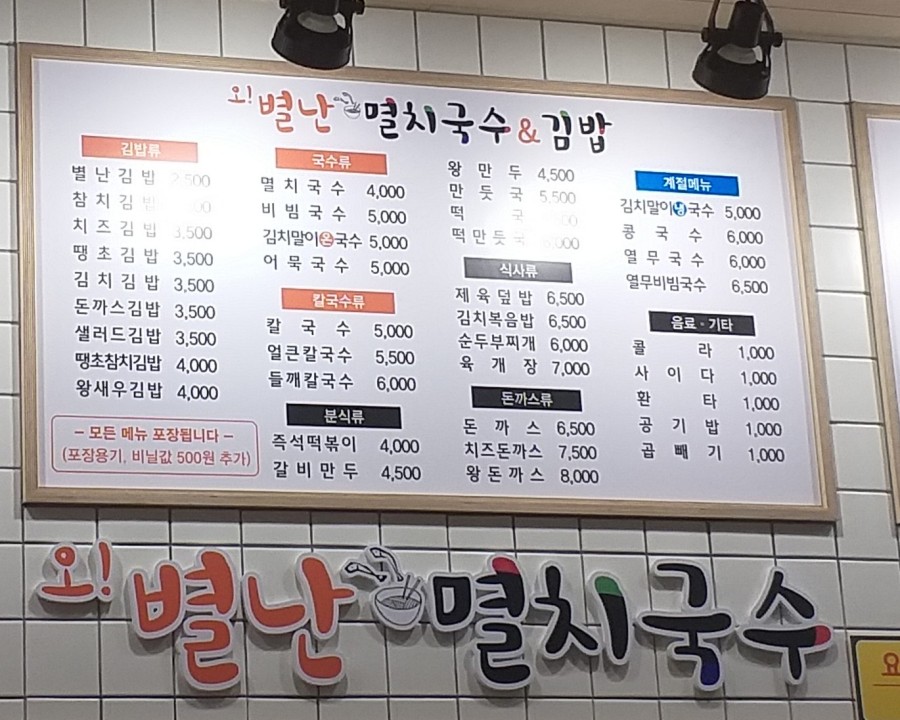 오! 별난 멸치국수 & 김밥
김밥류
별난김밥 2,500
참치김밥
치즈김밥 3,500
땡초김밥 3,500
김치김밥 3,500
돈까스김밥 3,500
샐러드김밥 3,500
땡초참치김밥 4,000
왕새우김밥 4,000
- 모든 메뉴 포장됩니다 -
(포장용기, 비닐값 500원 추가)
국수류
멸치국수 4,000
비빔국수 5,000
김치말이온국수 5,000
어묵국수 5,000
칼국수류
칼국수 5,000
얼큰칼국수 5,500
들깨칼국수 6,000
분식류
즉석떡볶이 4,000
갈비만두 4,500
왕만두 4,500
만둣국 5,500
떡국
떡만둣국 6,000
식사류
제육덮밥 6,500
김치볶음밥 6,500
순두부찌개 6,000
육개장 7,000
돈까스류
돈까스 6,500
치즈돈까스 7,500
왕돈까스 8,000
계절메뉴
김치말이냉국수 5,000
콩국수 6,000
열무국수 6,000
열무비빔국수 6,500
음료·기타
콜라 1,000
사이다 1,000
환타 1,000
공기밥 1,000
곱빼기 1,000
오! 별난 멸치국수